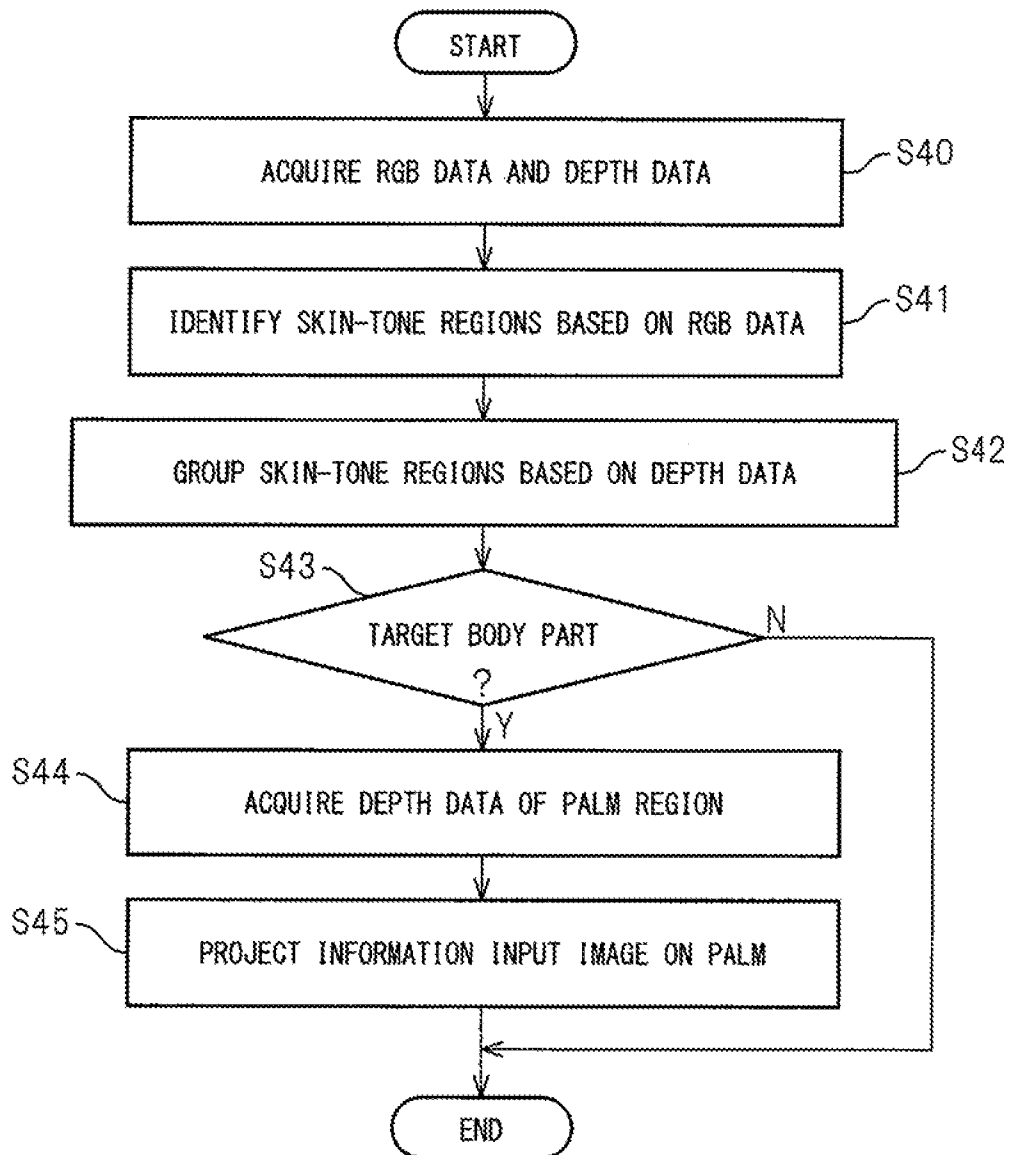 START
ACQUIRE RGB DATA AND DEPTH DATA
S40
IDENTIFY SKIN-TONE REGIONS BASED ON RGB DATA
S41
GROUP SKIN-TONE REGIONS BASED ON DEPTH DATA
S42
S43
TARGET BODY PART
?
N
Y
S44
ACQUIRE DEPTH DATA OF PALM REGION
S45
PROJECT INFORMATION INPUT IMAGE ON PALM
END